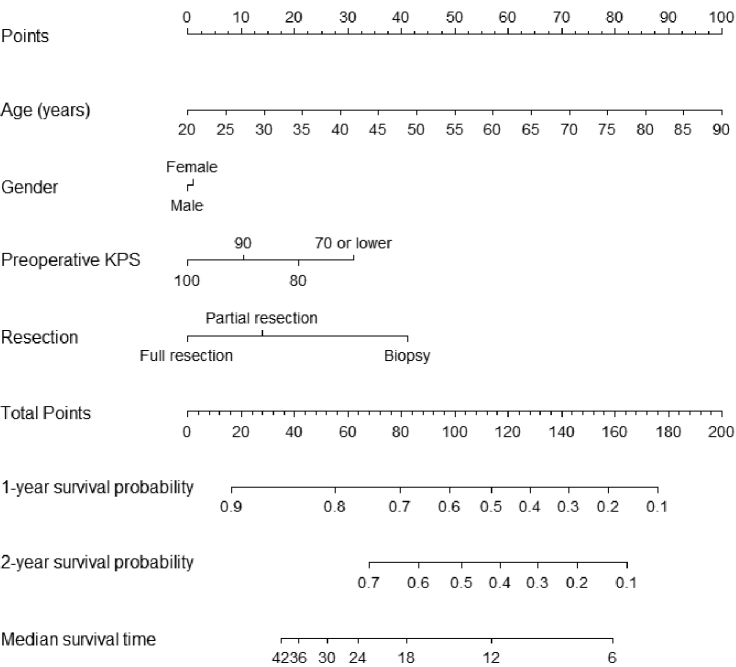 Points
0 10 20 30 40 50 60 70 80 90 100
Age (years)
20 25 30 35 40 45 50 55 60 65 70 75 80 85 90
Gender
Female
Male
Preoperative KPS
90 70 or lower
100 80
Resection
Partial resection
Full resection Biopsy
Total Points
0 20 40 60 80 100 120 140 160 180 200
1-year survival probability
0.9 0.8 0.7 0.6 0.5 0.4 0.3 0.2 0.1
2-year survival probability
0.7 0.6 0.5 0.4 0.3 0.2 0.1
Median survival time
42 36 30 24 18 12 6